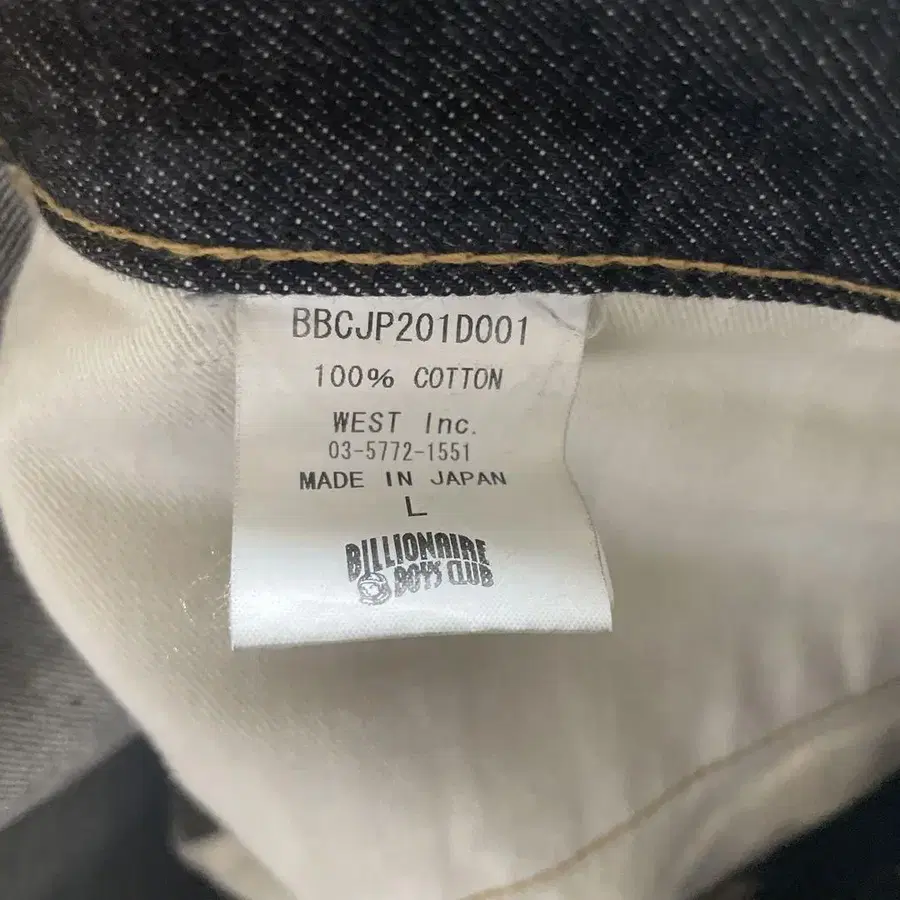 BBCJP201D001
100% COTTON
WEST Inc.
03-5772-1551
MADE IN JAPAN
L
BILLIONAIRE
BOYS CLUB